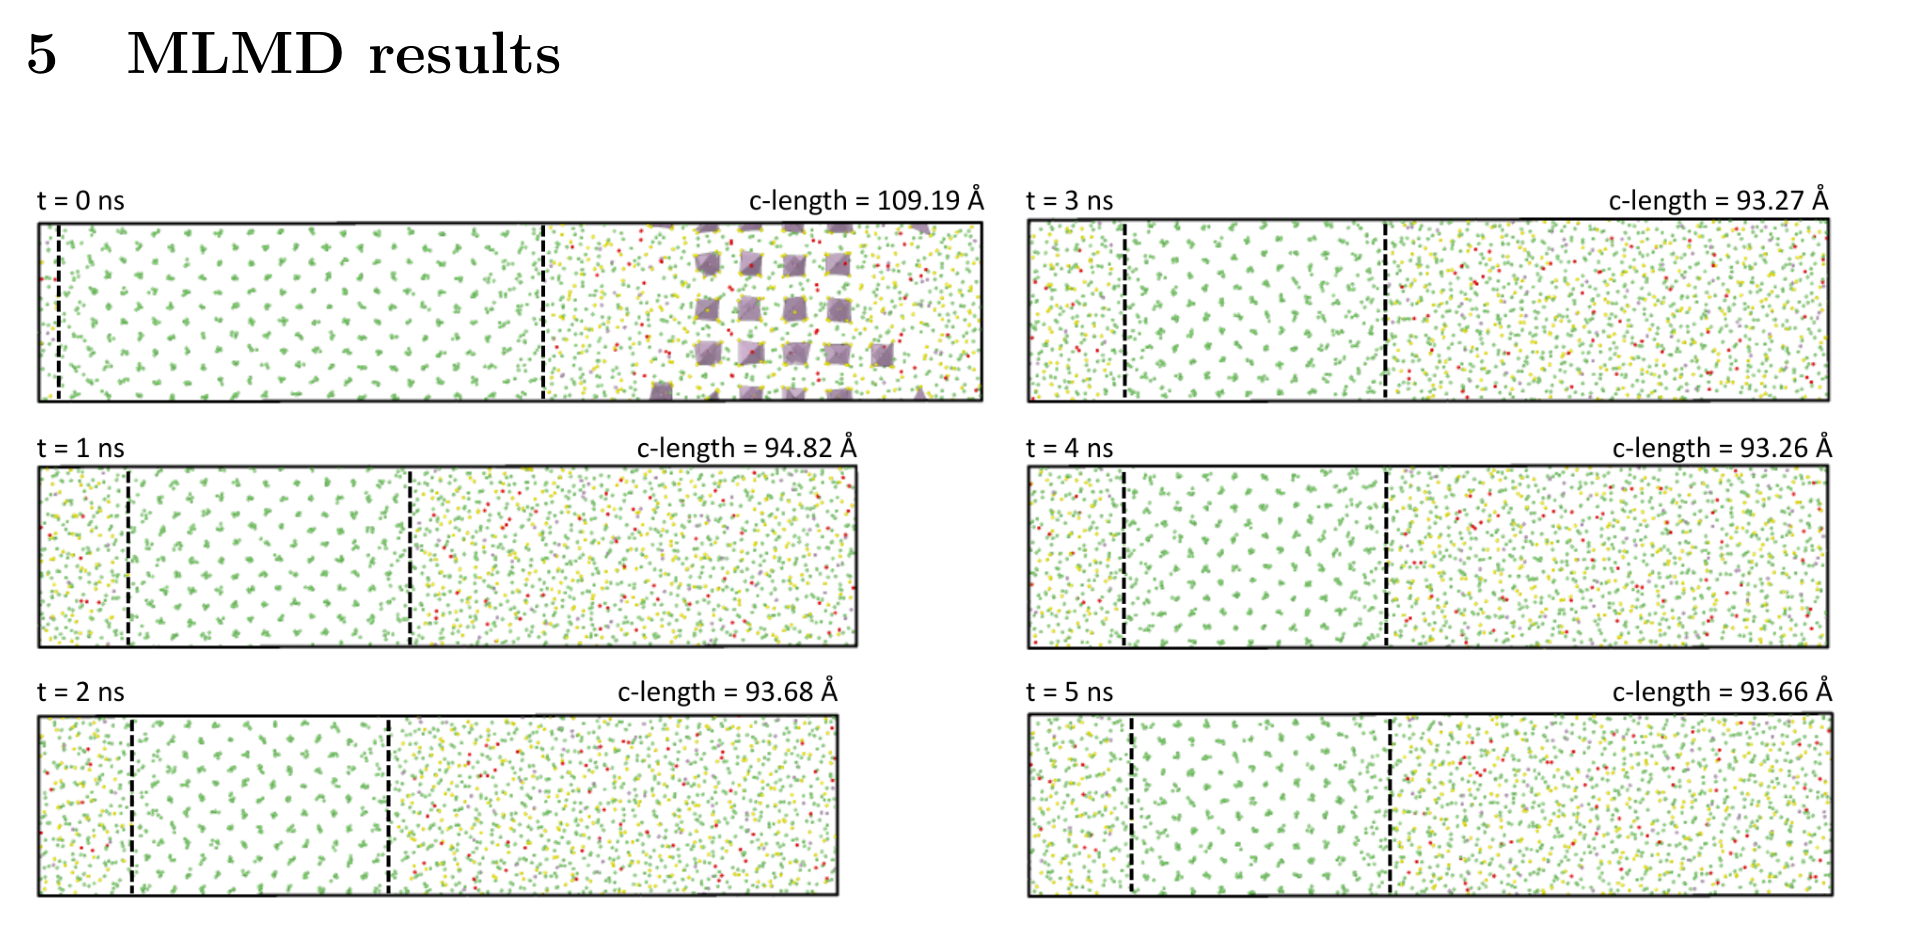 5 MLMD results
t = 0 ns c-length = 109.19 Å
t = 1 ns c-length = 94.82 Å
t = 2 ns c-length = 93.68 Å
t = 3 ns c-length = 93.27 Å
t = 4 ns c-length = 93.26 Å
t = 5 ns c-length = 93.66 Å